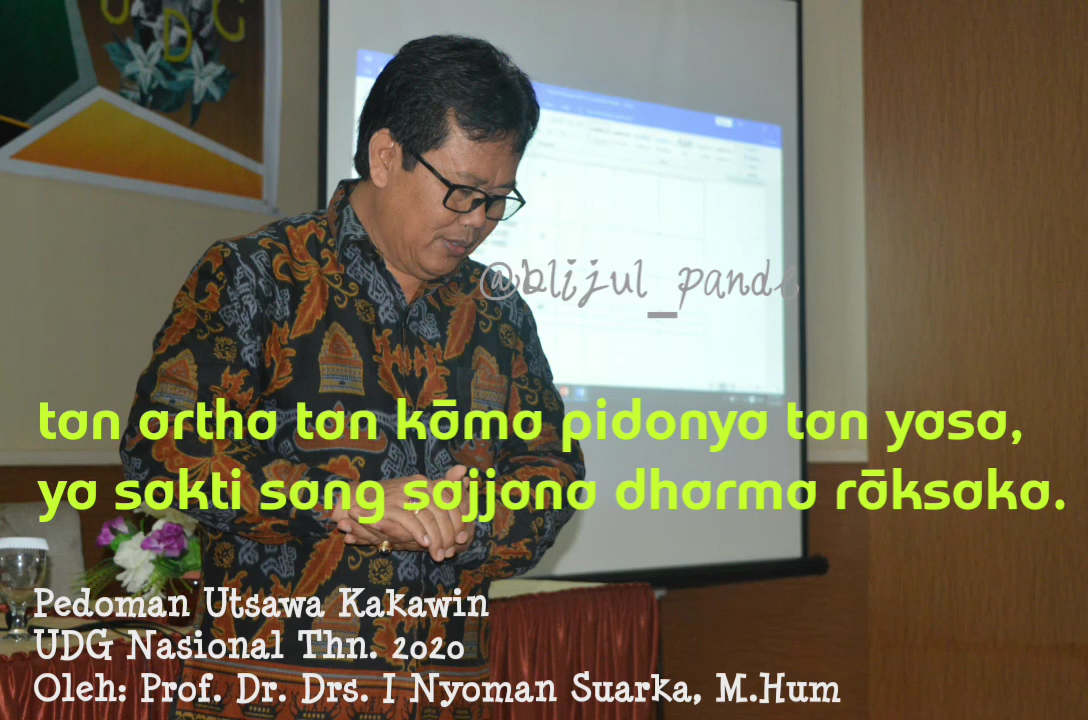 UDG
@blijul_pande
tan artha tan kāma pidonya tan yasa,
ya sakti sang sajjana dharma rāksaka.
Pedoman Utsawa Kakawin
UDG Nasional Thn. 2020
Oleh: Prof. Dr. Drs. I Nyoman Suarka, M.Hum